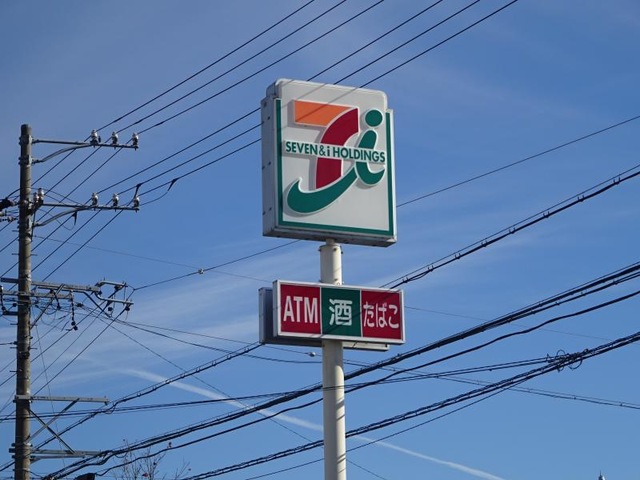 SEVEN & i HOLDINGS
ATM 酒 たばこ